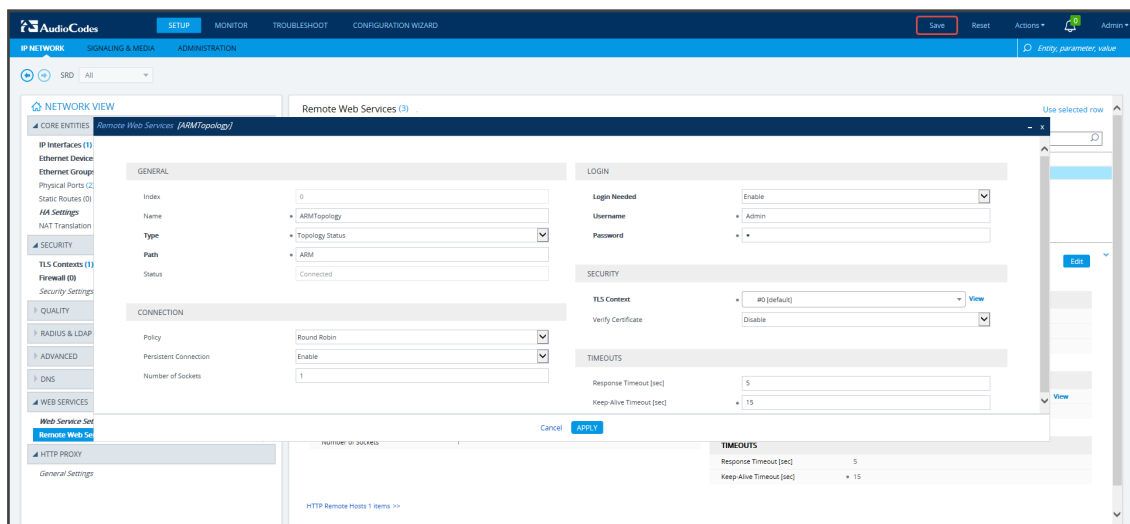 AudioCodes SETUP MONITOR TROUBLESHOOT CONFIGURATION WIZARD Save Reset Actions 0 Admin
IP NETWORK SIGNALING & MEDIA ADMINISTRATION Entity, parameter, value
SRD All
NETWORK VIEW
CORE ENTITIES
IP Interfaces (1)
Ethernet Device
Ethernet Groups
Physical Ports (2)
Static Routes (0)
HA Settings
NAT Translation
SECURITY
TLS Contexts (1)
Firewall (0)
Security Settings
QUALITY
RADIUS & LDAP
ADVANCED
DNS
WEB SERVICES
Web Service Set
Remote Web Se
HTTP PROXY
General Settings
Remote Web Services (3)
Use selected row
Remote Web Services [ARMTopology] - x
GENERAL
Index 0
Name ARMTopology
Type Topology Status
Path ARM
Status Connected
CONNECTION
Policy Round Robin
Persistent Connection Enable
Number of Sockets 1
LOGIN
Login Needed Enable
Username Admin
Password •
SECURITY
TLS Context #0 [default] View
Verify Certificate Disable
TIMEOUTS
Response Timeout [sec] 5
Keep-Alive Timeout [sec] 15
Cancel APPLY
Edit
View
Number of Sockets 1
TIMEOUTS
Response Timeout [sec] 5
Keep-Alive Timeout [sec] 15
HTTP Remote Hosts 1 items >>